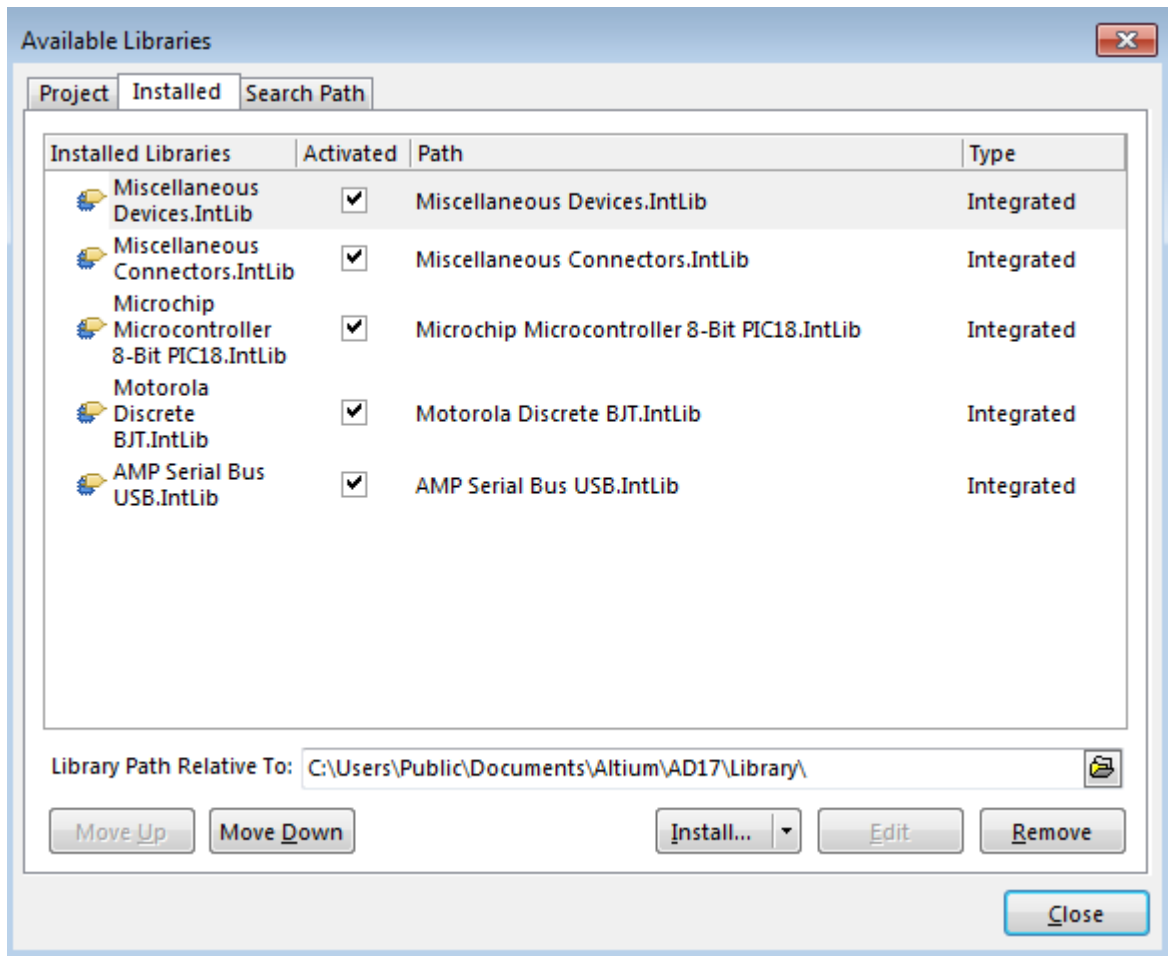 Available Libraries
Project Installed Search Path
Installed Libraries Activated Path Type
Miscellaneous
Devices.IntLib
Miscellaneous Devices.IntLib Integrated
Miscellaneous
Connectors.IntLib
Miscellaneous Connectors.IntLib Integrated
Microchip
Microcontroller
8-Bit PIC18.IntLib
Microchip Microcontroller 8-Bit PIC18.IntLib Integrated
Motorola
Discrete
BJT.IntLib
Motorola Discrete BJT.IntLib Integrated
AMP Serial Bus
USB.IntLib
AMP Serial Bus USB.IntLib Integrated
Library Path Relative To: C:\Users\Public\Documents\Altium\AD17\Library\
Move Up Move Down Install... Edit Remove
Close